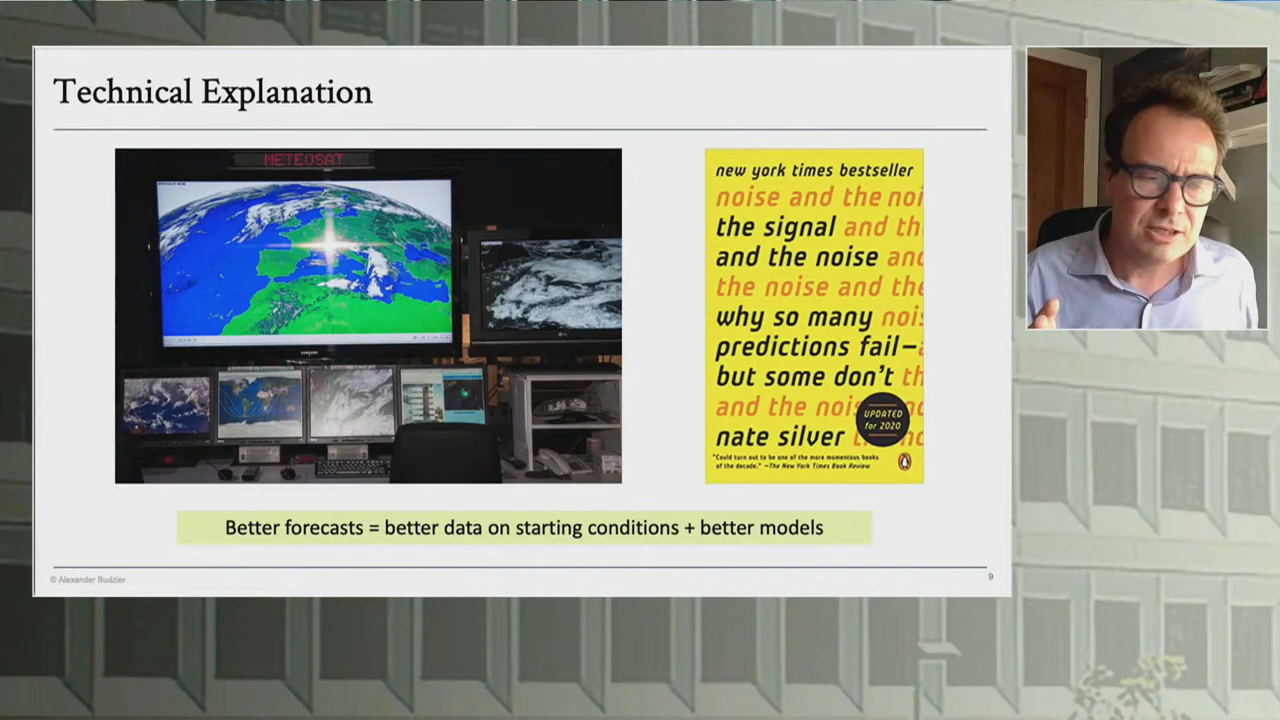 Technical Explanation
METEOSAT
new york times bestseller
noise and the noi
the signal and th
and the noise and
the noise and the
why so many nois
predictions fail—a
but some don't th
and the nois
UPDATED
for 2020
nate silver
"Could turn out to be one of the more momentous books
of the decade." —The New York Times Book Review
Better forecasts = better data on starting conditions + better models
© Alexander Budzier
9